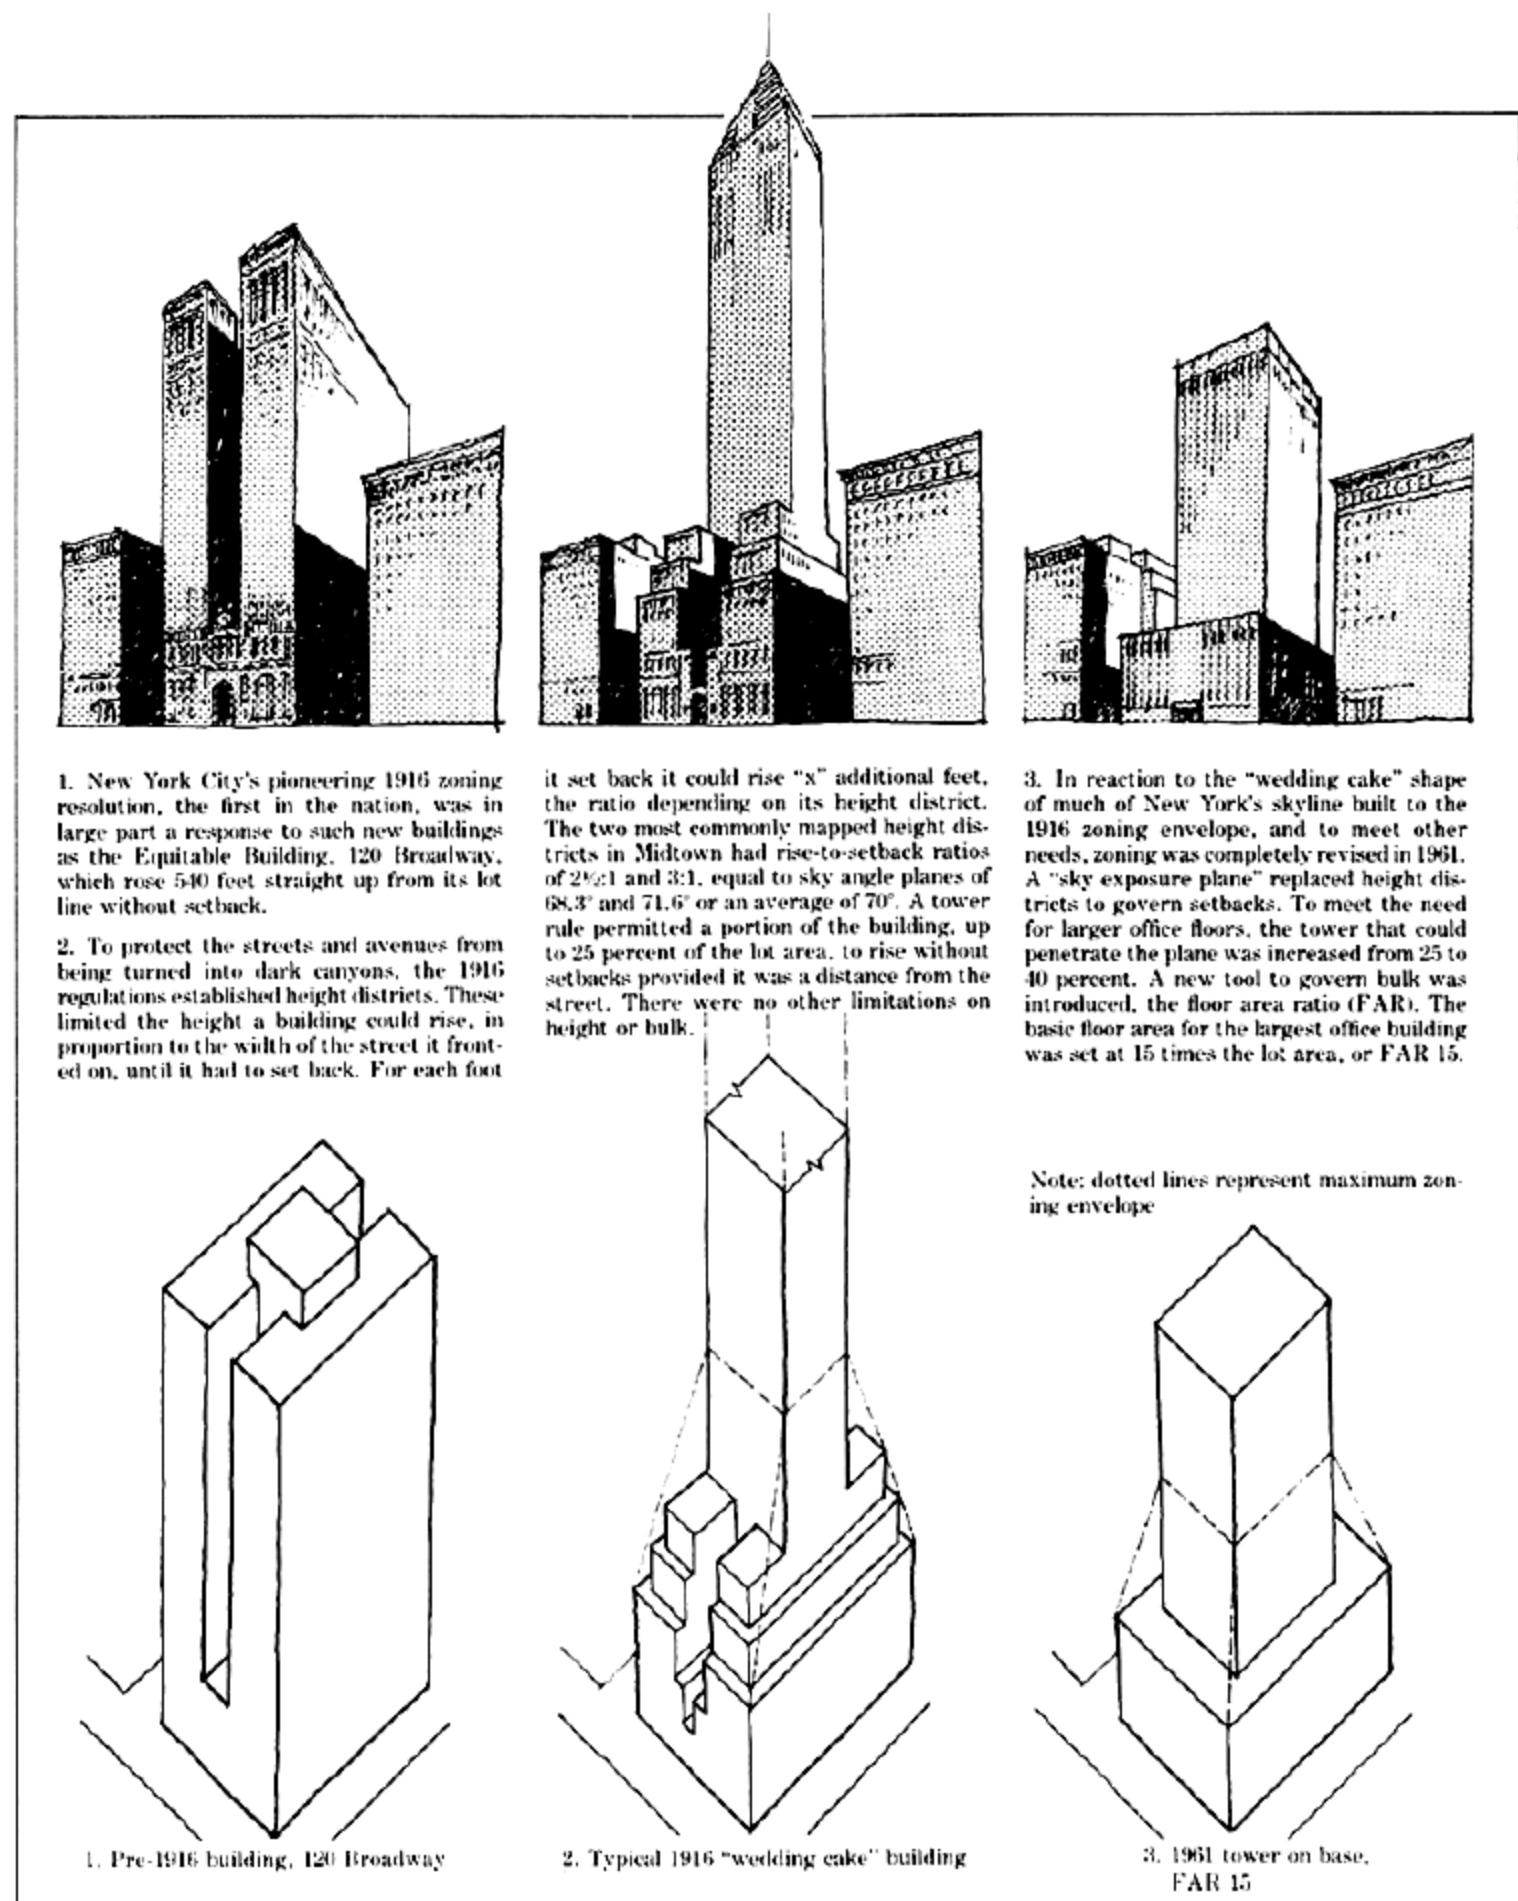 1. New York City's pioneering 1916 zoning
resolution, the first in the nation, was in
large part a response to such new buildings
as the Equitable Building, 120 Broadway,
which rose 540 feet straight up from its lot
line without setback.
2. To protect the streets and avenues from
being turned into dark canyons, the 1916
regulations established height districts. These
limited the height a building could rise, in
proportion to the width of the street it front-
ed on, until it had to set back. For each foot
it set back it could rise "x" additional feet,
the ratio depending on its height district.
The two most commonly mapped height dis-
tricts in Midtown had rise-to-setback ratios
of 2½:1 and 3:1, equal to sky angle planes of
68.3° and 71.6° or an average of 70°. A tower
rule permitted a portion of the building, up
to 25 percent of the lot area, to rise without
setbacks provided it was a distance from the
street. There were no other limitations on
height or bulk.
3. In reaction to the "wedding cake" shape
of much of New York's skyline built to the
1916 zoning envelope, and to meet other
needs, zoning was completely revised in 1961.
A "sky exposure plane" replaced height dis-
tricts to govern setbacks. To meet the need
for larger office floors, the tower that could
penetrate the plane was increased from 25 to
40 percent. A new tool to govern bulk was
introduced, the floor area ratio (FAR). The
basic floor area for the largest office building
was set at 15 times the lot area, or FAR 15.
Note: dotted lines represent maximum zon-
ing envelope
1. Pre-1916 building, 120 Broadway
2. Typical 1916 "wedding cake" building
3. 1961 tower on base,
FAR 15